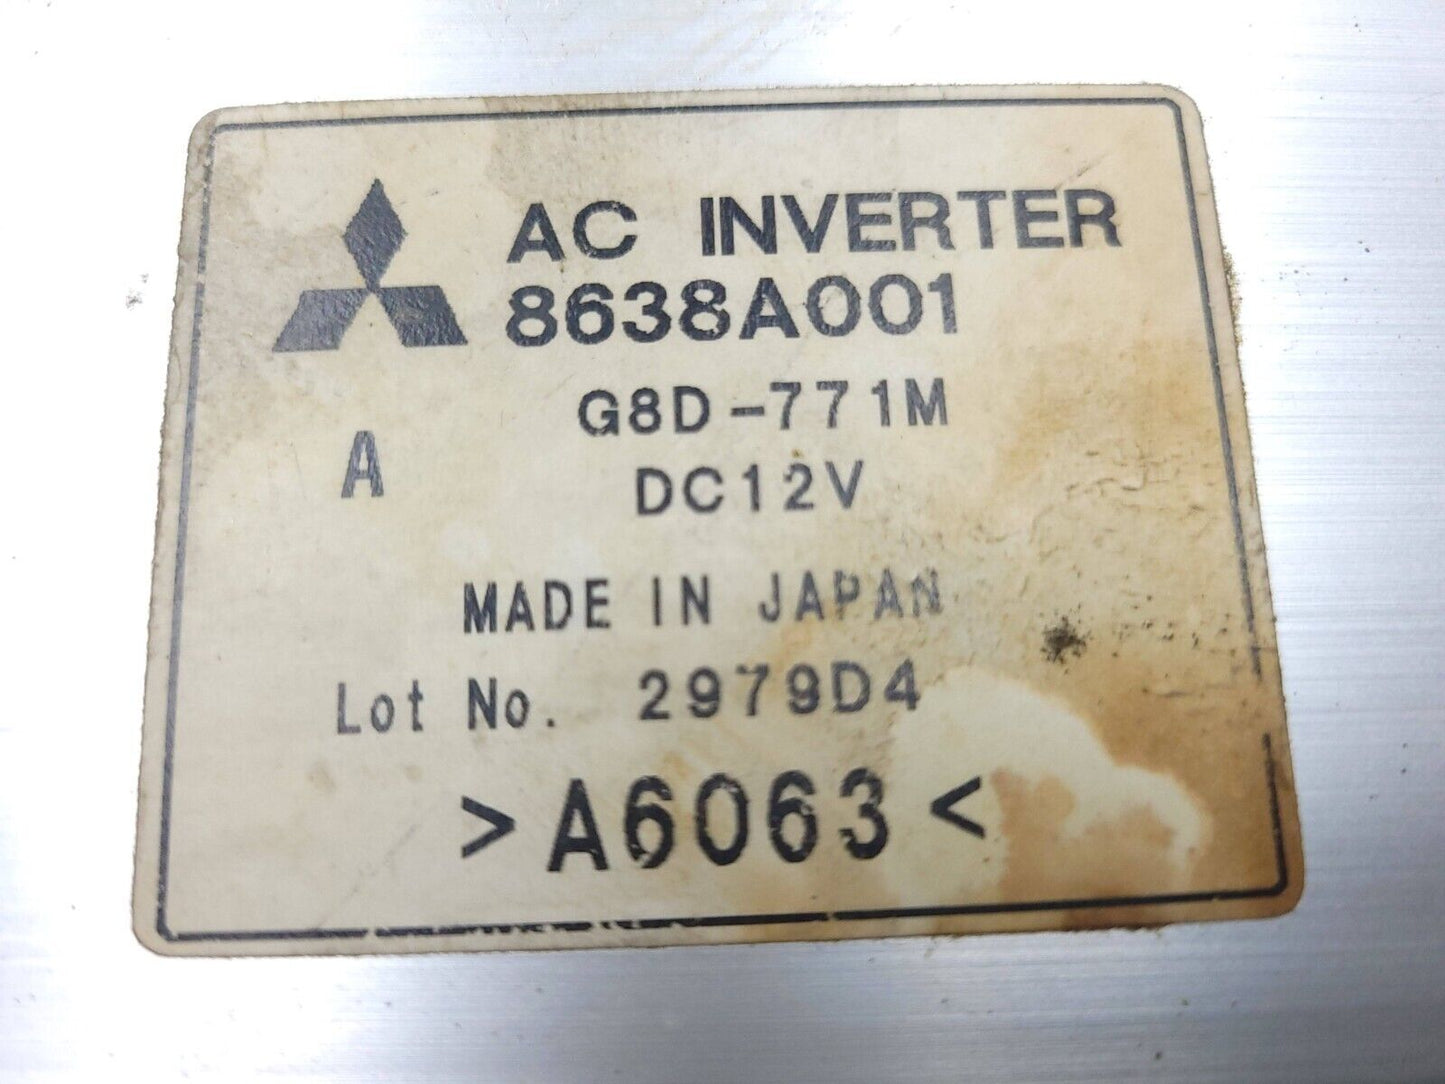 AC INVERTER
8638A001
G8D-771M
A
DC12V
MADE IN JAPAN
Lot No. 2979D4
>A6063<